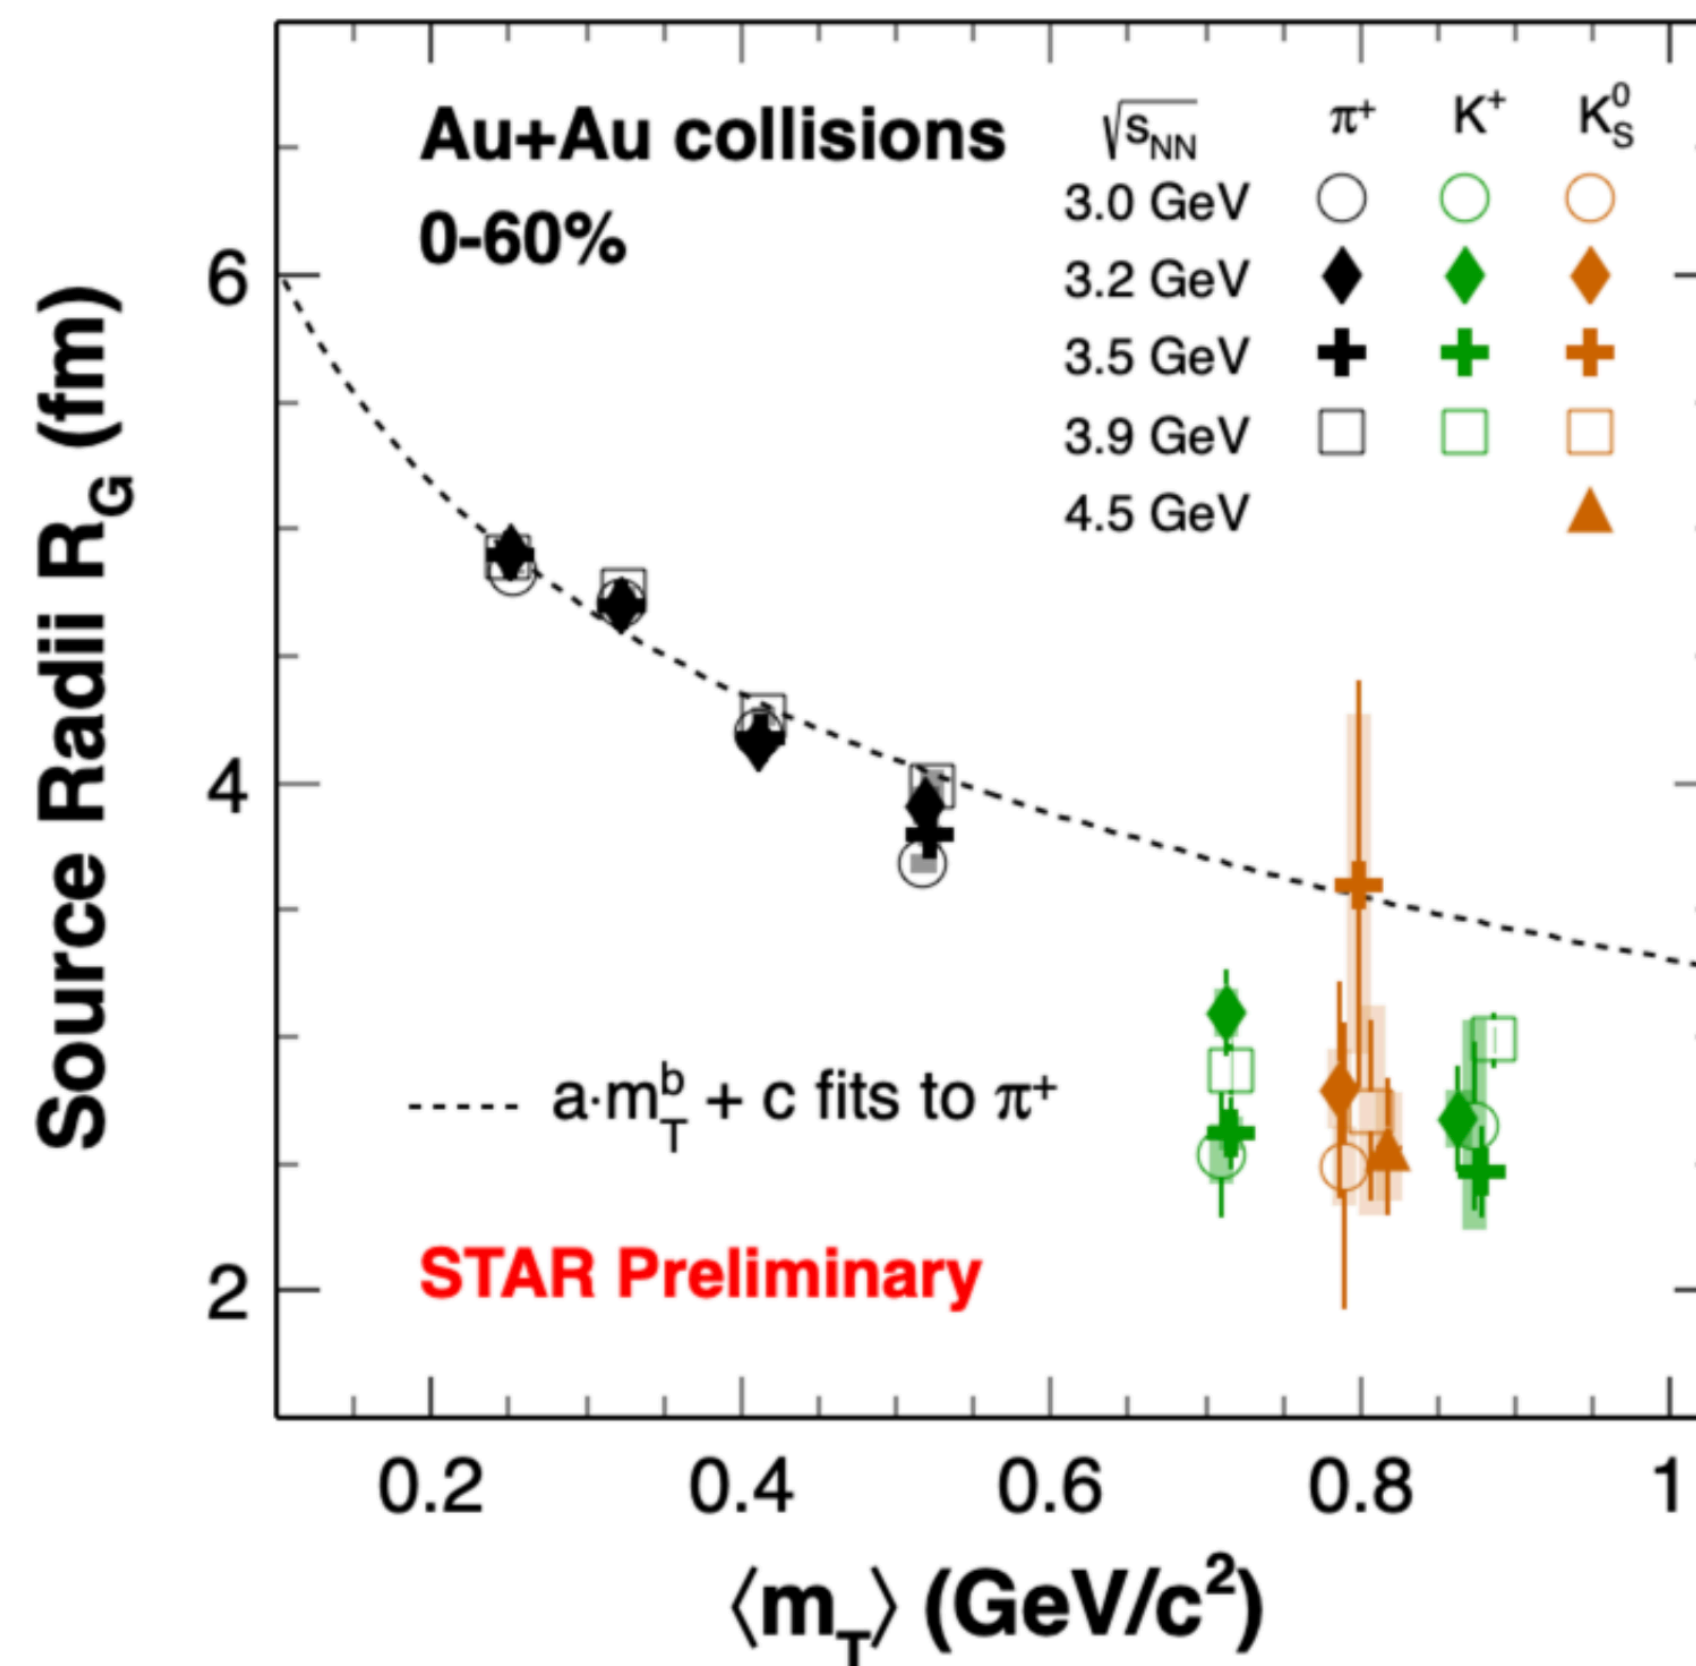 Au+Au collisions
0-60%
√sNN π+ K+ K0S
3.0 GeV
3.2 GeV
3.5 GeV
3.9 GeV
4.5 GeV
6
4
2
Source Radii RG (fm)
a·mbT + c fits to π+
STAR Preliminary
0.2 0.4 0.6 0.8 1
⟨mT⟩ (GeV/c2)